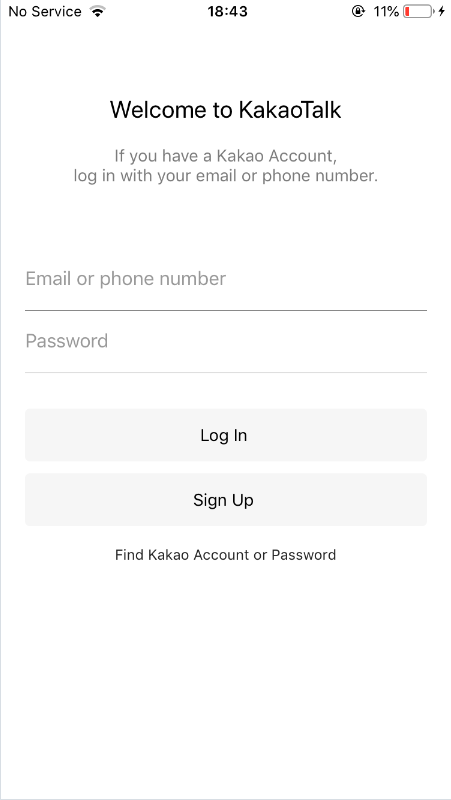 No Service 18:43 11%
Welcome to KakaoTalk
If you have a Kakao Account,
log in with your email or phone number.
Email or phone number
Password
Log In
Sign Up
Find Kakao Account or Password